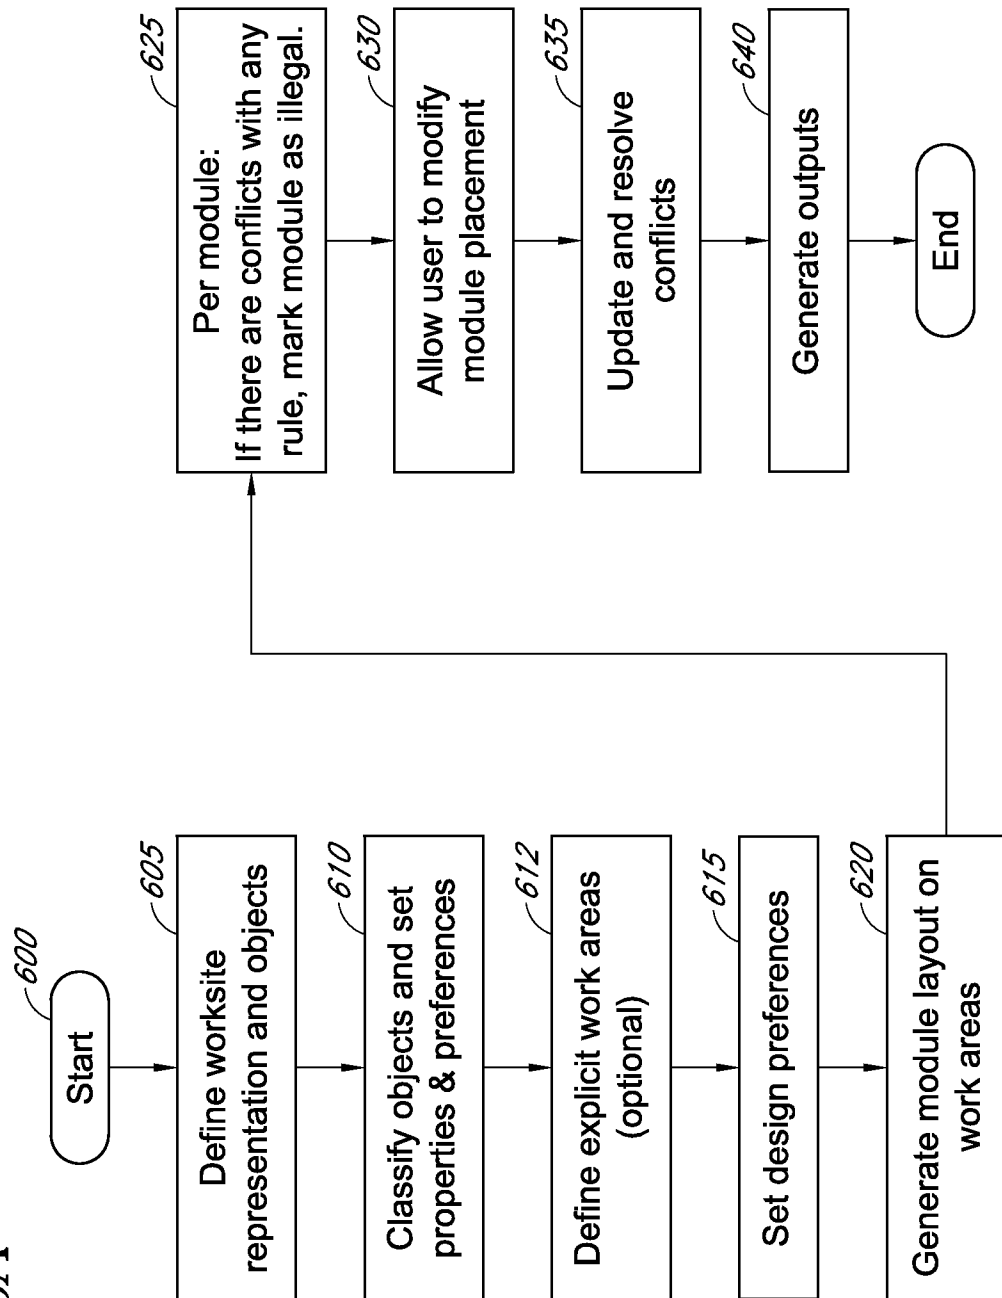 600
Start
605
Define worksite
representation and objects
610
Classify objects and set
properties & preferences
612
Define explicit work areas
(optional)
615
Set design preferences
620
Generate module layout on
work areas
625
Per module:
If there are conflicts with any
rule, mark module as illegal.
630
Allow user to modify
module placement
635
Update and resolve
conflicts
640
Generate outputs
End